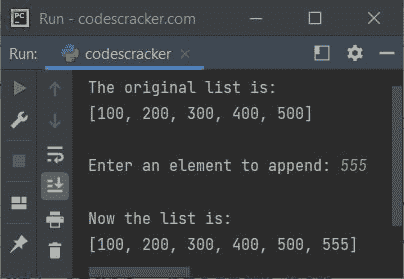 PC
Run - codescracker.com
Run: codescracker
The original list is:
[100, 200, 300, 400, 500]
Enter an element to append: 555
Now the list is:
[100, 200, 300, 400, 500, 555]